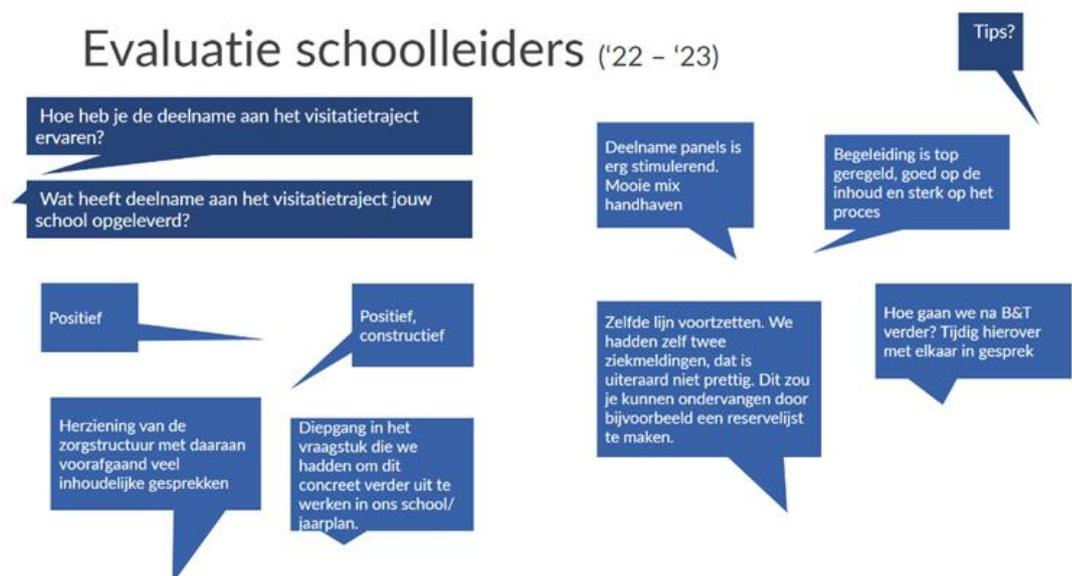 Evaluatie schoolleiders (‘22 – ‘23)
Tips?
Hoe heb je de deelname aan het visitatietraject
ervaren?
Wat heeft deelname aan het visitatietraject jouw
school opgeleverd?
Positief
Positief,
constructief
Herziening van de
zorgstructuur met daaraan
voorafgaand veel
inhoudelijke gesprekken
Diepgang in het
vraagstuk die we
hadden om dit
concreet verder uit te
werken in ons school/
jaarplan.
Deelname panels is
erg stimulerend.
Mooie mix
handhaven
Begeleiding is top
geregeld, goed op de
inhoud en sterk op het
proces
Zelfde lijn voortzetten. We
hadden zelf twee
ziekmeldingen, dat is
uiteraard niet prettig. Dit zou
je kunnen ondervangen door
bijvoorbeeld een reservelijst
te maken.
Hoe gaan we na B&T
verder? Tijdig hierover
met elkaar in gesprek